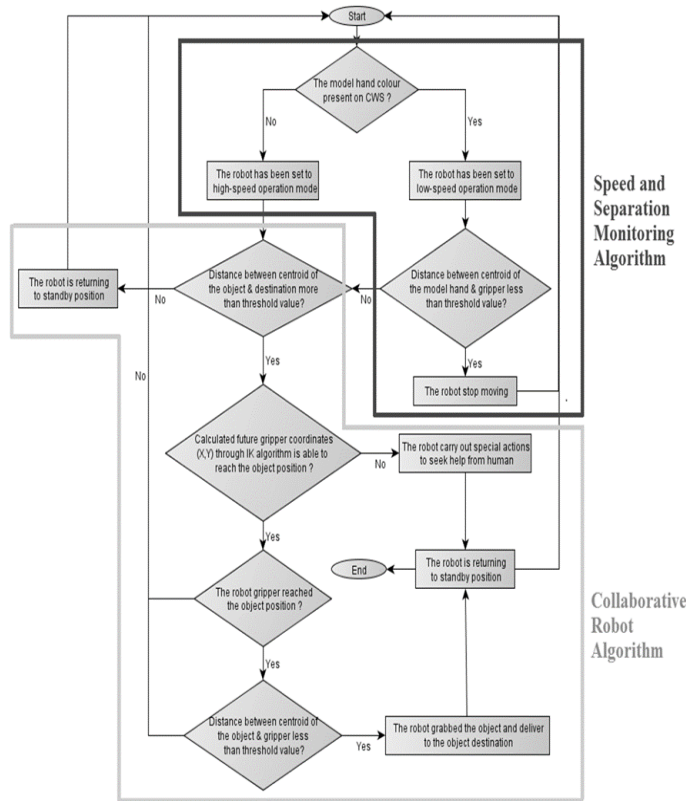 Start
The model hand colour
present on CWS ?
No
Yes
The robot has been set to
high-speed operation mode
The robot has been set to
low-speed operation mode
Speed and
Separation
Monitoring
Algorithm
Distance between centroid of
the object & destination more
than threshold value?
Distance between centroid of
the model hand & gripper less
than threshold value?
The robot is returning
to standby position
No
No
Yes
Yes
The robot stop moving
No
Calculated future gripper coordinates
(X,Y) through IK algorithm is able to
reach the object position ?
No
The robot carry out special actions
to seek help from human
Yes
End
The robot is returning
to standby position
The robot gripper reached
the object position ?
Collaborative
Robot
Algorithm
Yes
Distance between centroid of
the object & gripper less
than threshold value?
Yes
The robot grabbed the object and deliver
to the object destination